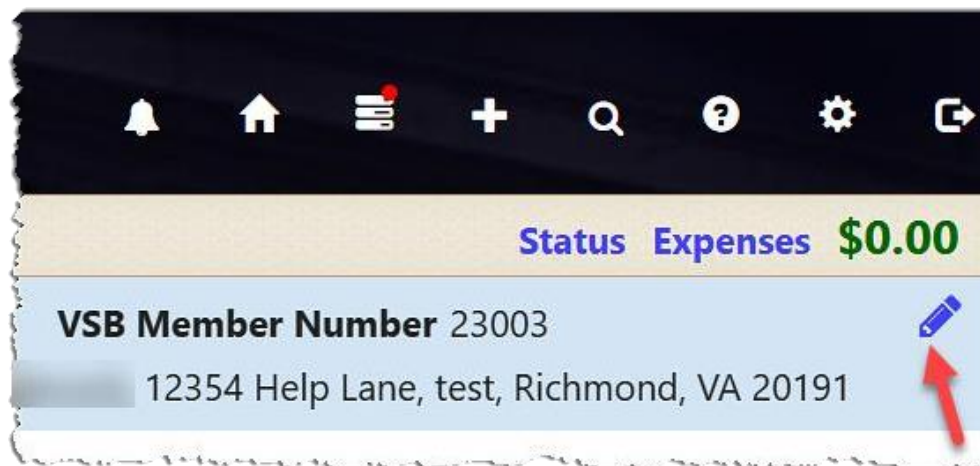 Status Expenses $0.00
VSB Member Number 23003
12354 Help Lane, test, Richmond, VA 20191